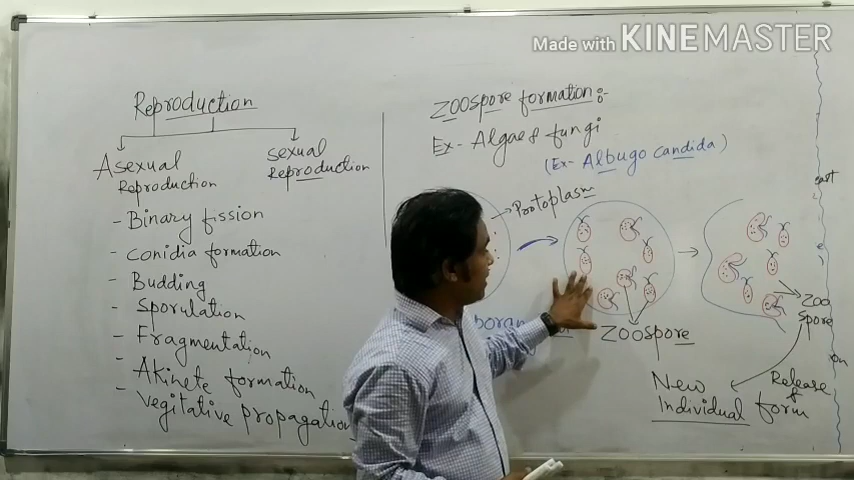 Made with KINEMASTER
Reproduction
Asexual
Reproduction
sexual
Reproduction
- Binary fission
- conidia formation
- Budding
- Sporulation
- Fragmentation
- Akinete formation
- Vegitative propagation
Zoospore formation :-
Ex- Algae & fungi
(Ex- Albugo candida)
Protoplasm
Zoospore
Zoo
Spore
Release
&
form
New
Individual